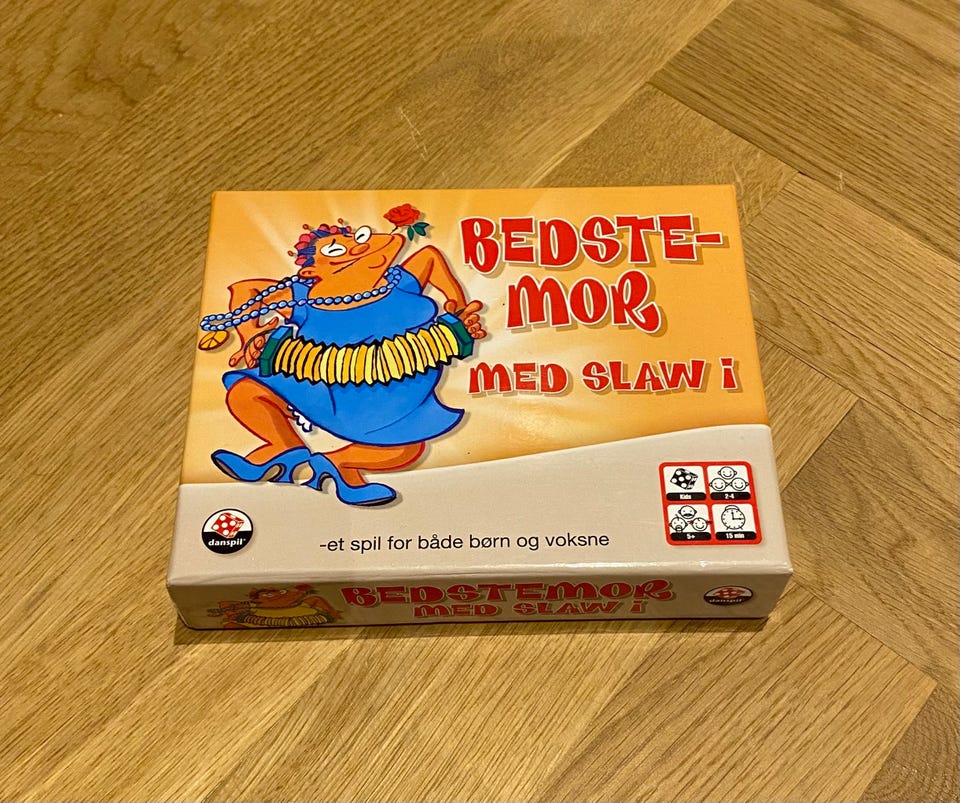 BEDSTE-
MOR
MED SLAW i
Kids
2-4
5+
15 min
danspil
-et spil for både børn og voksne
BEDSTEMOR
MED SLAW i
danspil